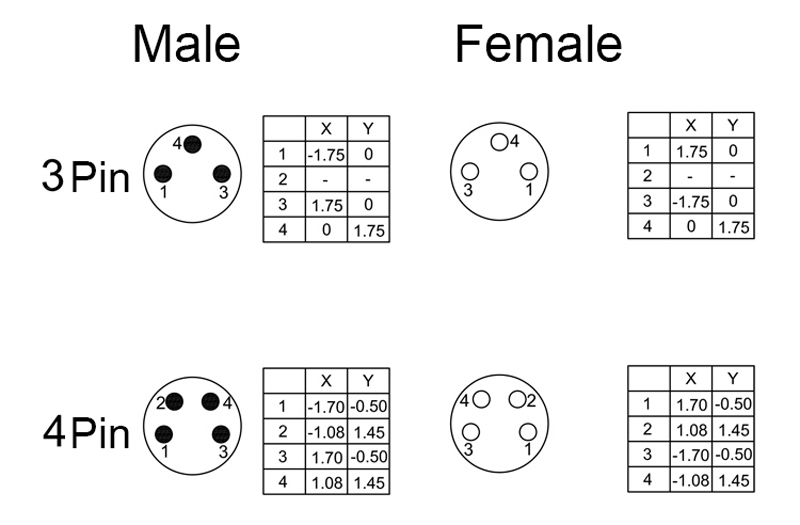 Male Female
3 Pin
4
1 3
X Y
1 -1.75 0
2 - -
3 1.75 0
4 0 1.75
4
3 1
X Y
1 1.75 0
2 - -
3 -1.75 0
4 0 1.75
4 Pin
2 4
1 3
X Y
1 -1.70 -0.50
2 -1.08 1.45
3 1.70 -0.50
4 1.08 1.45
4 2
3 1
X Y
1 1.70 -0.50
2 1.08 1.45
3 -1.70 -0.50
4 -1.08 1.45